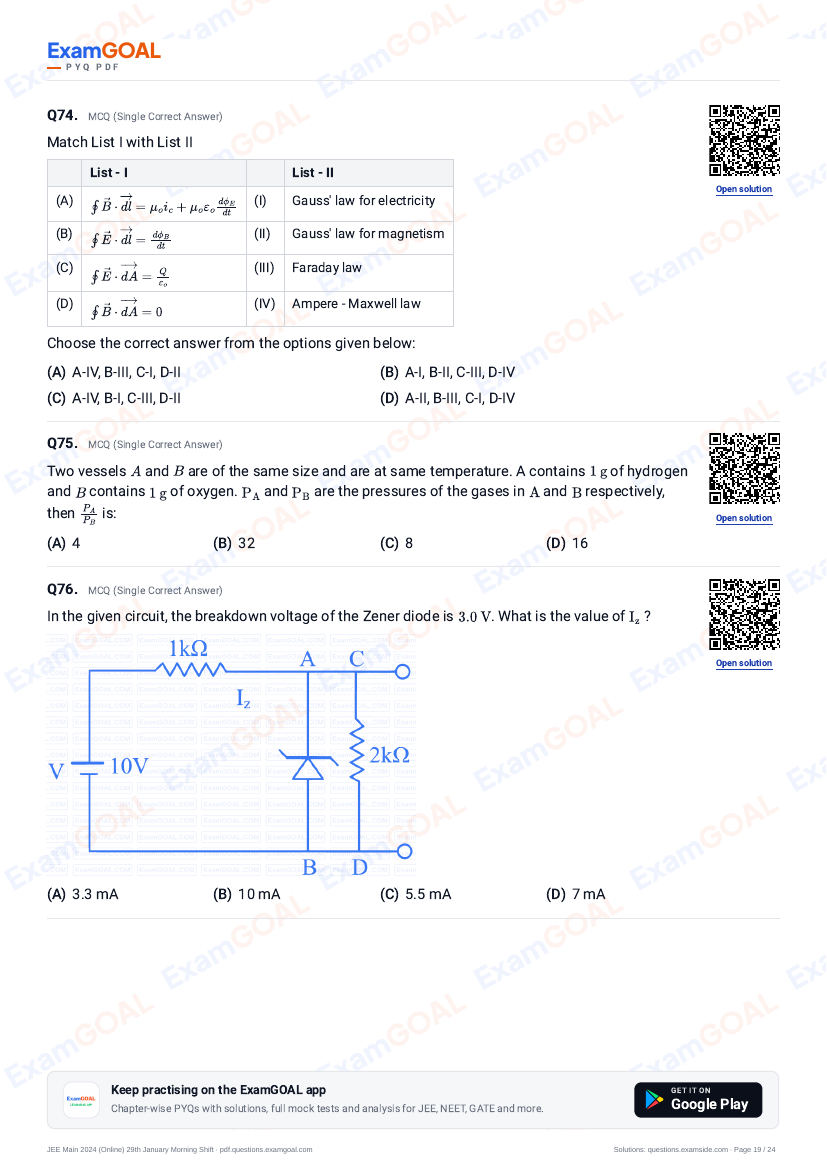 ExamGOAL
PYQ PDF
Q74. MCQ (Single Correct Answer)
Open solution
Match List I with List II
List - I List - II
(A) ∮ B⃗ · d⃗l = μₒi꜀ + μₒεₒ dϕ_E/dt (I) Gauss' law for electricity
(B) ∮ E⃗ · d⃗l = dϕ_B/dt (II) Gauss' law for magnetism
(C) ∮ E⃗ · d⃗A = Q/εₒ (III) Faraday law
(D) ∮ B⃗ · d⃗A = 0 (IV) Ampere - Maxwell law
Choose the correct answer from the options given below:
(A) A-IV, B-III, C-I, D-II (B) A-I, B-II, C-III, D-IV
(C) A-IV, B-I, C-III, D-II (D) A-II, B-III, C-I, D-IV
Q75. MCQ (Single Correct Answer)
Open solution
Two vessels A and B are of the same size and are at same temperature. A contains 1 g of hydrogen
and B contains 1 g of oxygen. P_A and P_B are the pressures of the gases in A and B respectively,
then P_A/P_B is:
(A) 4 (B) 32 (C) 8 (D) 16
Q76. MCQ (Single Correct Answer)
Open solution
In the given circuit, the breakdown voltage of the Zener diode is 3.0 V. What is the value of I_z ?
1kΩ
A C
I_z
V 10V 2kΩ
B D
(A) 3.3 mA (B) 10 mA (C) 5.5 mA (D) 7 mA
ExamGOAL
Keep practising on the ExamGOAL app
Chapter-wise PYQs with solutions, full mock tests and analysis for JEE, NEET, GATE and more.
GET IT ON
Google Play
JEE Main 2024 (Online) 29th January Morning Shift · pdf.questions.examgoal.com Solutions: questions.examside.com · Page 19 / 24